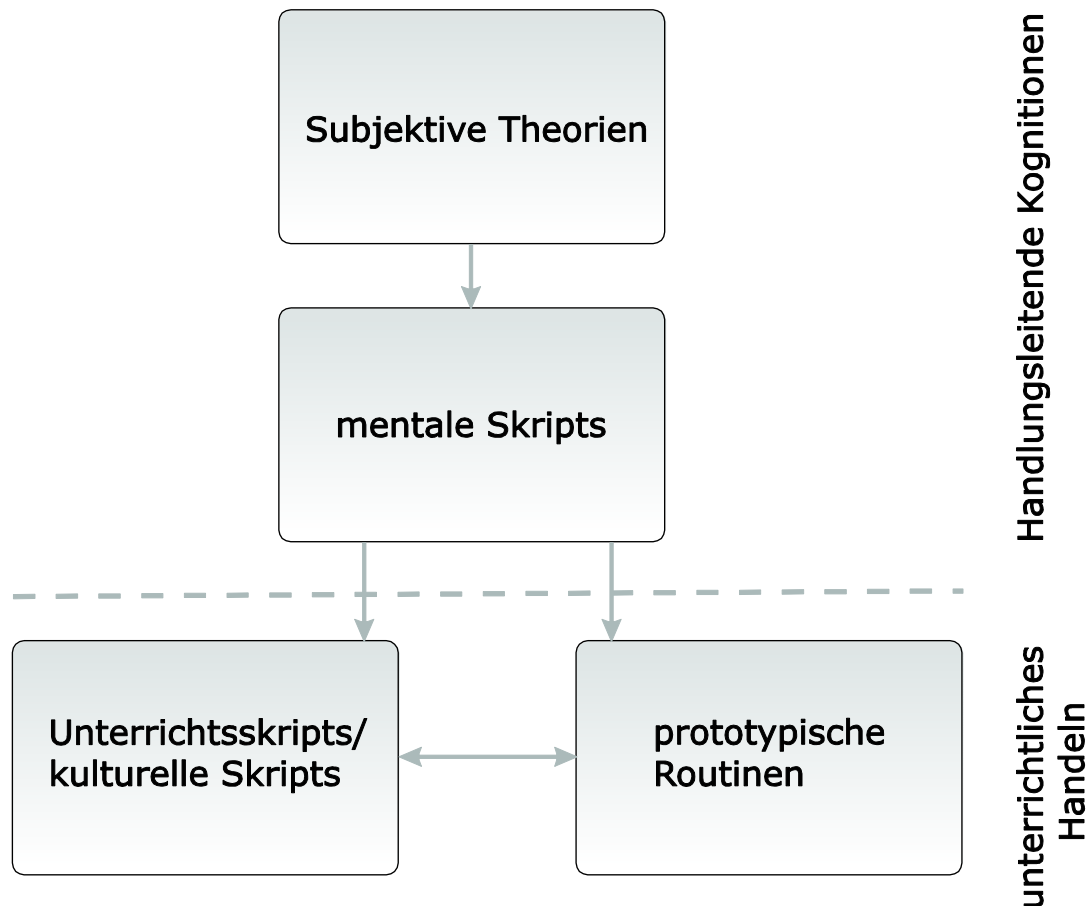 Subjektive Theorien
mentale Skripts
Handlungsleitende Kognitionen
Unterrichtsskripts/
kulturelle Skripts
prototypische
Routinen
unterrichtliches
Handeln